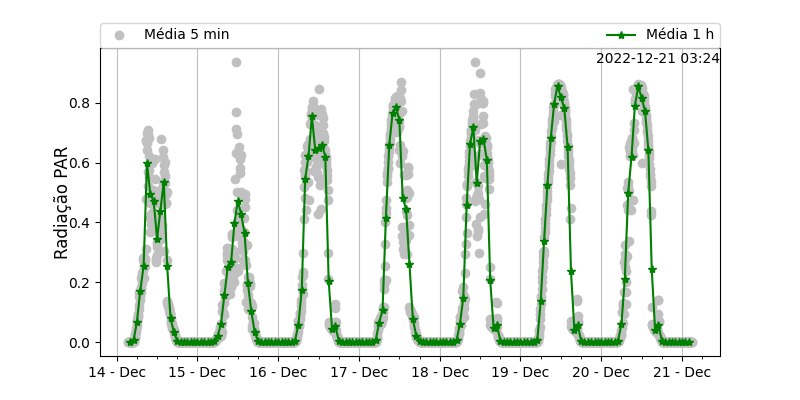 Média 5 min
Média 1 h
2022-12-21 03:24
Radiação PAR
0.8
0.6
0.4
0.2
0.0
14 - Dec
15 - Dec
16 - Dec
17 - Dec
18 - Dec
19 - Dec
20 - Dec
21 - Dec